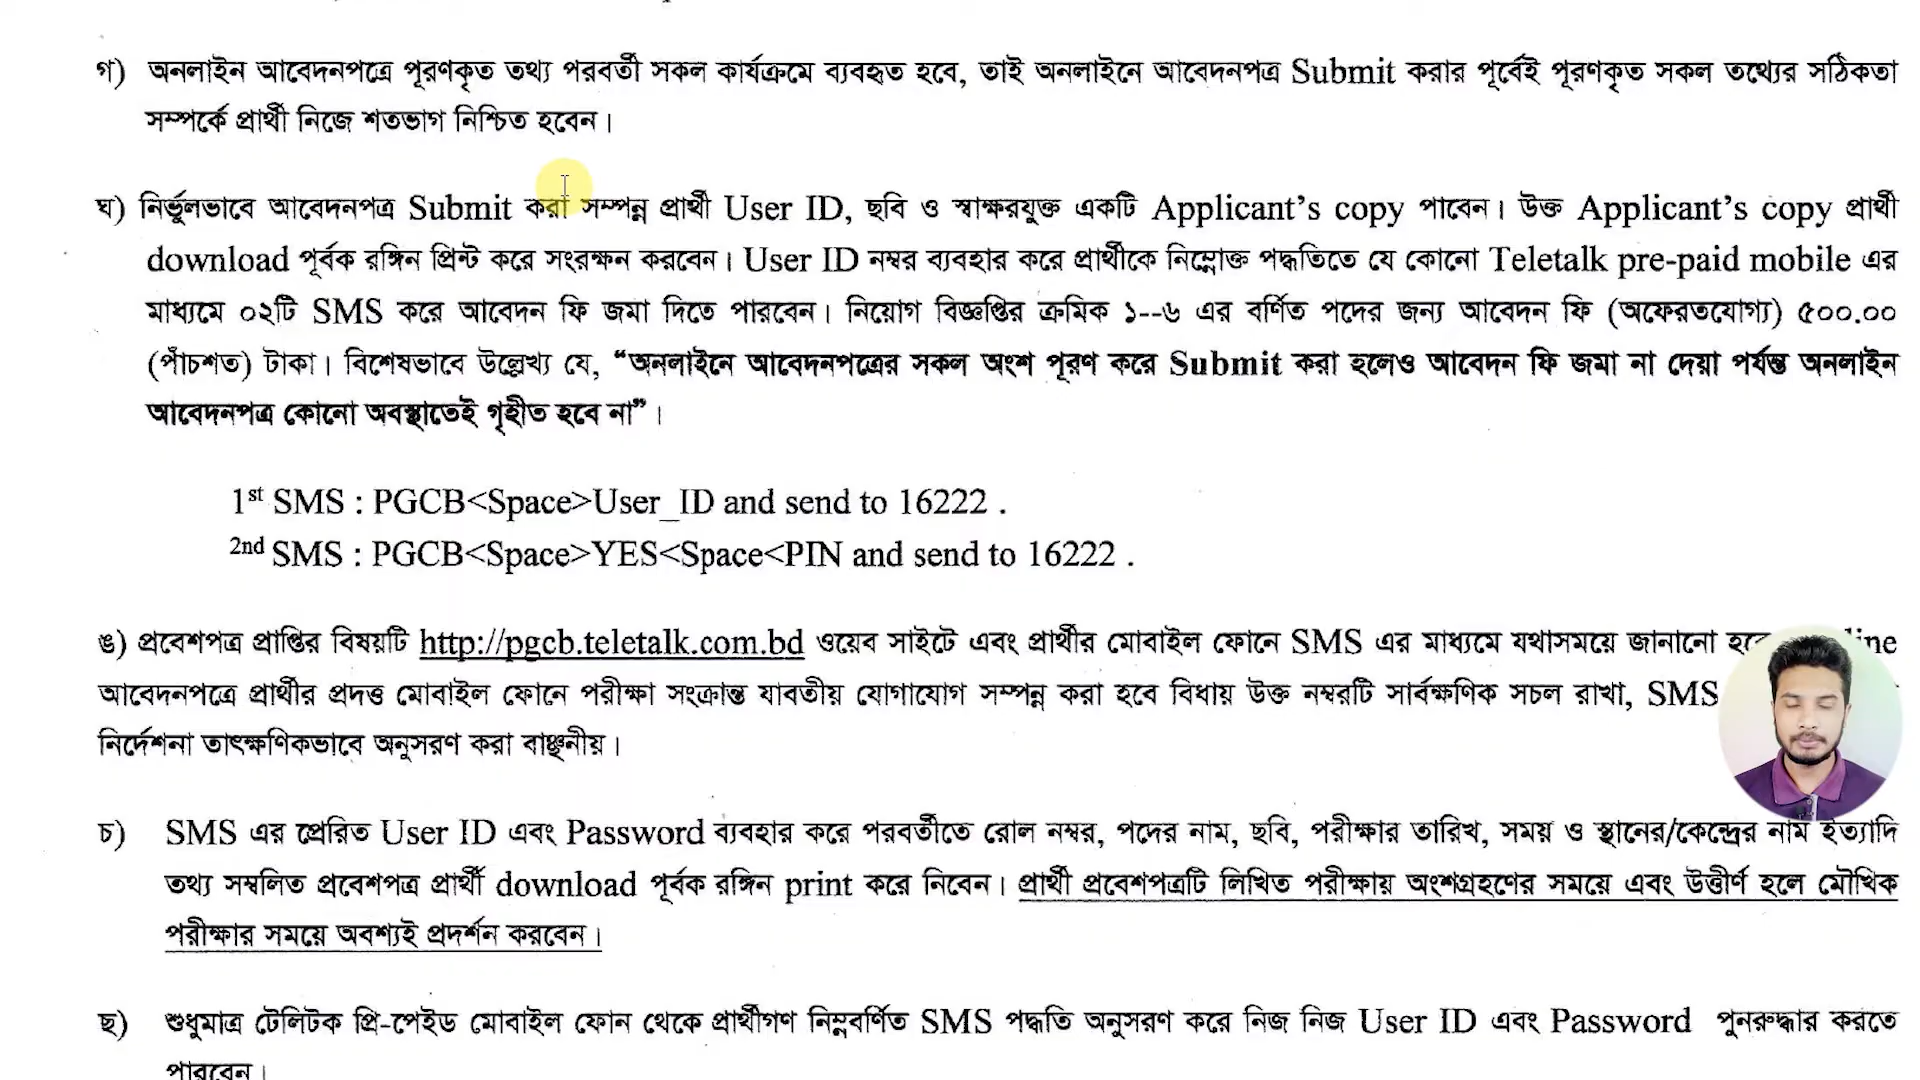 গ) অনলাইন আবেদনপত্রে পূরণকৃত তথ্য পরবর্তী সকল কার্যক্রমে ব্যবহৃত হবে, তাই অনলাইনে আবেদনপত্র Submit করার পূর্বেই পূরণকৃত সকল তথ্যের সঠিকতা
সম্পর্কে প্রার্থী নিজে শতভাগ নিশ্চিত হবেন।
ঘ) নির্ভুলভাবে আবেদনপত্র Submit করা সম্পন্ন প্রার্থী User ID, ছবি ও স্বাক্ষরযুক্ত একটি Applicant’s copy পাবেন। উক্ত Applicant’s copy প্রার্থী
download পূর্বক রঙ্গিন প্রিন্ট করে সংরক্ষন করবেন। User ID নম্বর ব্যবহার করে প্রার্থীকে নিম্নোক্ত পদ্ধতিতে যে কোনো Teletalk pre-paid mobile এর
মাধ্যমে ০২টি SMS করে আবেদন ফি জমা দিতে পারবেন। নিয়োগ বিজ্ঞপ্তির ক্রমিক ১--৬ এর বর্ণিত পদের জন্য আবেদন ফি (অফেরতযোগ্য) ৫০০.০০
(পাঁচশত) টাকা। বিশেষভাবে উল্লেখ্য যে, “অনলাইনে আবেদনপত্রের সকল অংশ পূরণ করে Submit করা হলেও আবেদন ফি জমা না দেয়া পর্যন্ত অনলাইন
আবেদনপত্র কোনো অবস্থাতেই গৃহীত হবে না”।
1st SMS : PGCB<Space>User_ID and send to 16222 .
2nd SMS : PGCB<Space>YES<Space<PIN and send to 16222 .
ঙ) প্রবেশপত্র প্রাপ্তির বিষয়টি http://pgcb.teletalk.com.bd ওয়েব সাইটে এবং প্রার্থীর মোবাইল ফোনে SMS এর মাধ্যমে যথাসময়ে জানানো
আবেদনপত্রে প্রার্থীর প্রদত্ত মোবাইল ফোনে পরীক্ষা সংক্রান্ত যাবতীয় যোগাযোগ সম্পন্ন করা হবে বিধায় উক্ত নম্বরটি সার্বক্ষণিক সচল রাখা, SMS
নির্দেশনা তাৎক্ষণিকভাবে অনুসরণ করা বাঞ্ছনীয়।
চ) SMS এর প্রেরিত User ID এবং Password ব্যবহার করে পরবর্তীতে রোল নম্বর, পদের নাম, ছবি, পরীক্ষার তারিখ, সময় ও স্থানের/কেন্দ্রের নাম ইত্যাদি
তথ্য সম্বলিত প্রবেশপত্র প্রার্থী download পূর্বক রঙ্গিন print করে নিবেন। প্রার্থী প্রবেশপত্রটি লিখিত পরীক্ষায় অংশগ্রহণের সময়ে এবং উত্তীর্ণ হলে মৌখিক
পরীক্ষার সময়ে অবশ্যই প্রদর্শন করবেন।
ছ) শুধুমাত্র টেলিটক প্রি-পেইড মোবাইল ফোন থেকে প্রার্থীগণ নিম্নবর্ণিত SMS পদ্ধতি অনুসরণ করে নিজ নিজ User ID এবং Password পুনরুদ্ধার করতে
পারবেন।